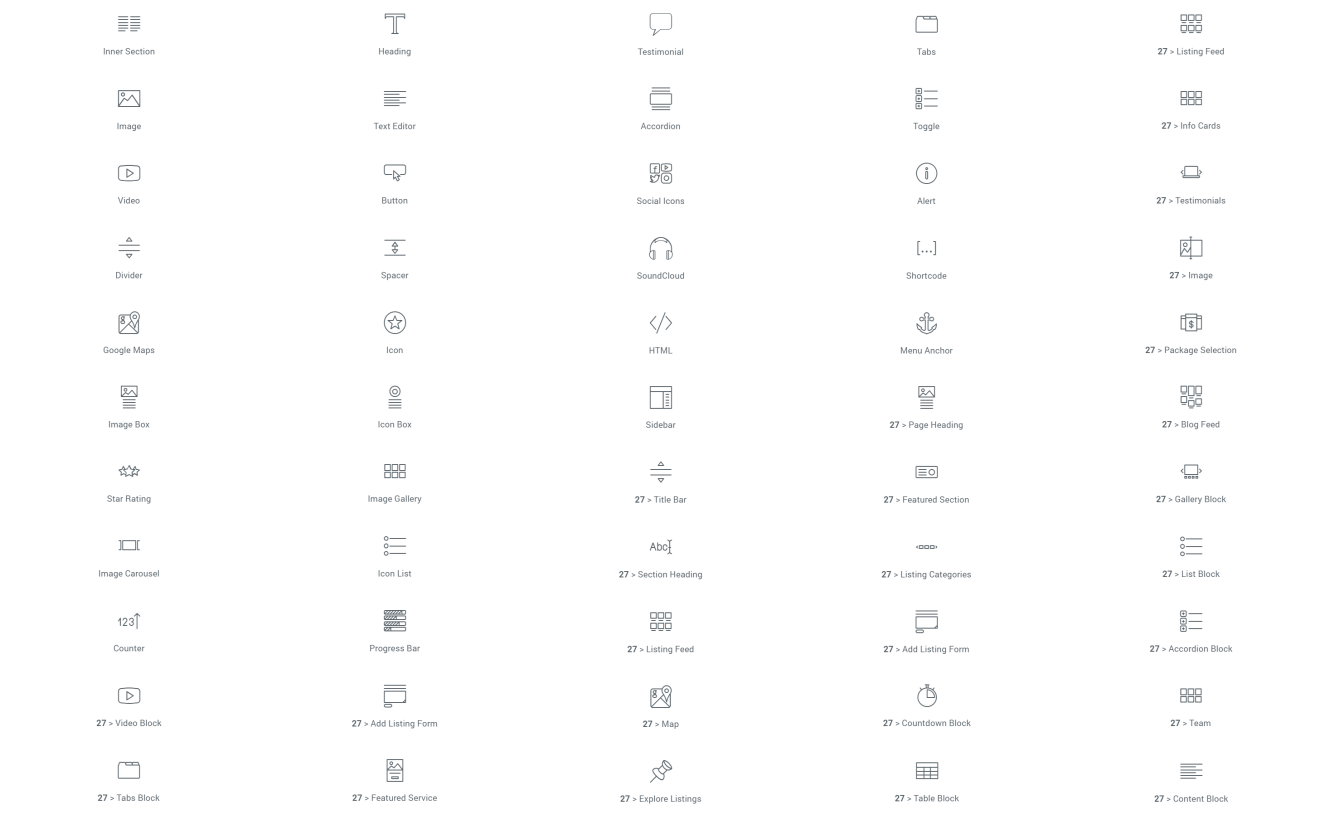 Inner Section
Heading
Testimonial
Tabs
27 > Listing Feed
Image
Text Editor
Accordion
Toggle
27 > Info Cards
Video
Button
Social Icons
Alert
27 > Testimonials
Divider
Spacer
SoundCloud
[...]
Shortcode
27 > Image
Google Maps
Icon
HTML
Menu Anchor
$
27 > Package Selection
Image Box
Icon Box
Sidebar
27 > Page Heading
27 > Blog Feed
Star Rating
Image Gallery
27 > Title Bar
27 > Featured Section
27 > Gallery Block
Image Carousel
Icon List
Abc
27 > Section Heading
27 > Listing Categories
27 > List Block
123
Counter
Progress Bar
27 > Listing Feed
27 > Add Listing Form
27 > Accordion Block
27 > Video Block
27 > Add Listing Form
27 > Map
27 > Countdown Block
27 > Team
27 > Tabs Block
27 > Featured Service
27 > Explore Listings
27 > Table Block
27 > Content Block